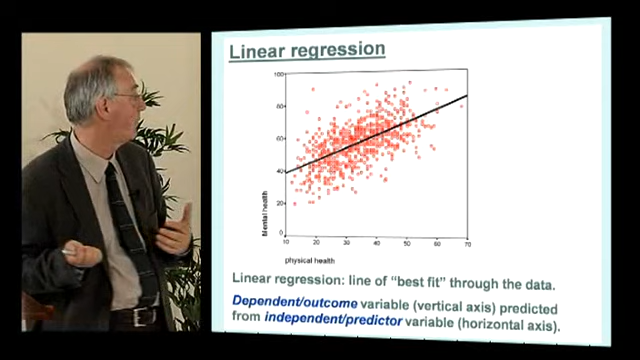 Linear regression
100
80
60
40
20
0
Mental health
10 20 30 40 50 60 70
physical health
Linear regression: line of "best fit" through the data.
Dependent/outcome variable (vertical axis) predicted
from independent/predictor variable (horizontal axis).